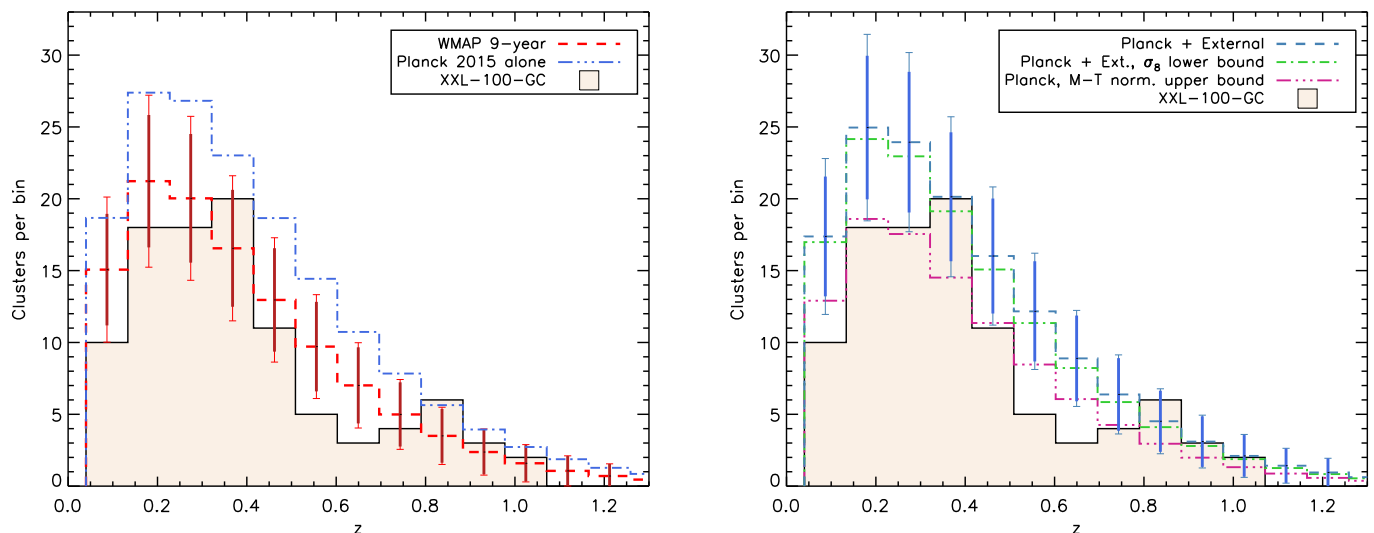 WMAP 9-year
Planck 2015 alone
XXL-100-GC
Clusters per bin
30
25
20
15
10
5
0
0.0 0.2 0.4 0.6 0.8 1.0 1.2
z
Planck + External
Planck + Ext., σ₈ lower bound
Planck, M-T norm. upper bound
XXL-100-GC
Clusters per bin
30
25
20
15
10
5
0
0.0 0.2 0.4 0.6 0.8 1.0 1.2
z